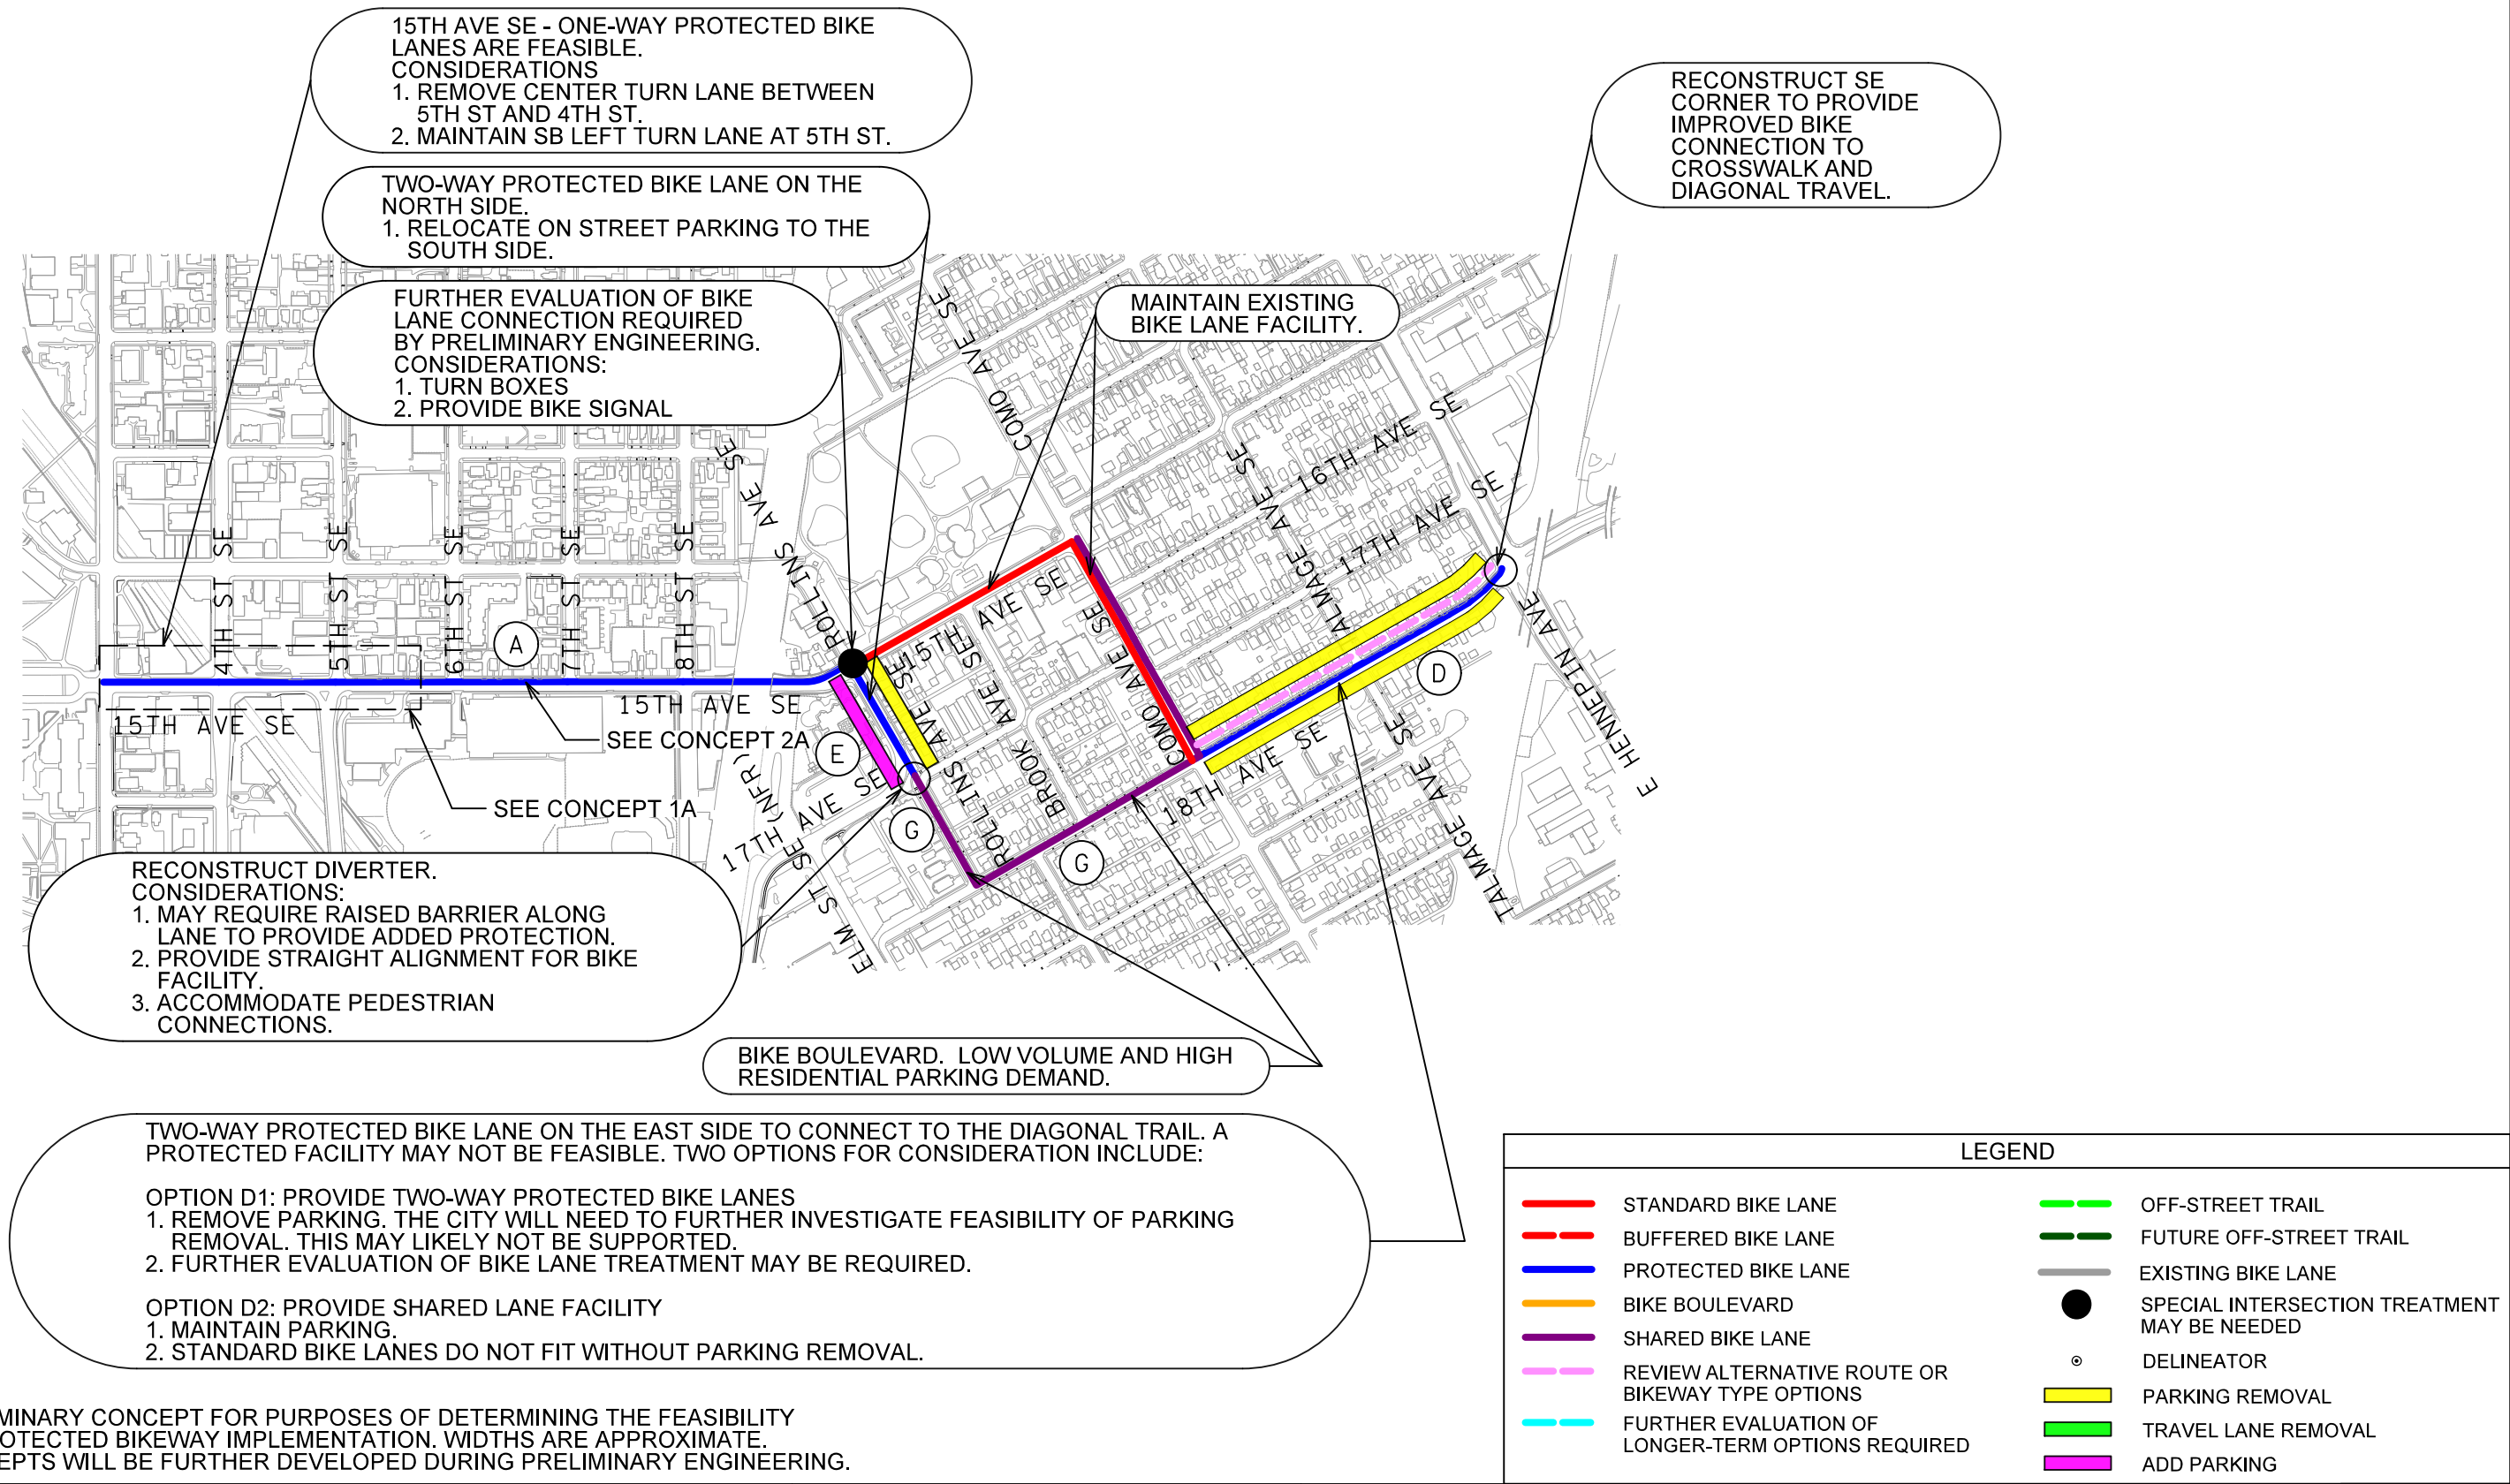 15TH AVE SE - ONE-WAY PROTECTED BIKE
LANES ARE FEASIBLE.
CONSIDERATIONS
1. REMOVE CENTER TURN LANE BETWEEN
5TH ST AND 4TH ST.
2. MAINTAIN SB LEFT TURN LANE AT 5TH ST.
TWO-WAY PROTECTED BIKE LANE ON THE
NORTH SIDE.
1. RELOCATE ON STREET PARKING TO THE
SOUTH SIDE.
FURTHER EVALUATION OF BIKE
LANE CONNECTION REQUIRED
BY PRELIMINARY ENGINEERING.
CONSIDERATIONS:
1. TURN BOXES
2. PROVIDE BIKE SIGNAL
MAINTAIN EXISTING
BIKE LANE FACILITY.
RECONSTRUCT SE
CORNER TO PROVIDE
IMPROVED BIKE
CONNECTION TO
CROSSWALK AND
DIAGONAL TRAVEL.
4TH ST SE
5TH ST SE
6TH ST SE
7TH ST SE
8TH ST SE
ROLLINS AVE SE
COMO AVE SE
16TH AVE SE
17TH AVE SE
TALMAGE AVE SE
15TH AVE SE
ROLLINS AVE SE
BROOK AVE SE
COMO AVE SE
18TH AVE SE
TALMAGE AVE SE
E HENNEPIN AVE
15TH AVE SE
15TH AVE SE
17TH AVE SE
ELM ST SE (NFR)
A
D
E
G
G
SEE CONCEPT 2A
SEE CONCEPT 1A
RECONSTRUCT DIVERTER.
CONSIDERATIONS:
1. MAY REQUIRE RAISED BARRIER ALONG
LANE TO PROVIDE ADDED PROTECTION.
2. PROVIDE STRAIGHT ALIGNMENT FOR BIKE
FACILITY.
3. ACCOMMODATE PEDESTRIAN
CONNECTIONS.
BIKE BOULEVARD. LOW VOLUME AND HIGH
RESIDENTIAL PARKING DEMAND.
TWO-WAY PROTECTED BIKE LANE ON THE EAST SIDE TO CONNECT TO THE DIAGONAL TRAIL. A
PROTECTED FACILITY MAY NOT BE FEASIBLE. TWO OPTIONS FOR CONSIDERATION INCLUDE:
OPTION D1: PROVIDE TWO-WAY PROTECTED BIKE LANES
1. REMOVE PARKING. THE CITY WILL NEED TO FURTHER INVESTIGATE FEASIBILITY OF PARKING
REMOVAL. THIS MAY LIKELY NOT BE SUPPORTED.
2. FURTHER EVALUATION OF BIKE LANE TREATMENT MAY BE REQUIRED.
OPTION D2: PROVIDE SHARED LANE FACILITY
1. MAINTAIN PARKING.
2. STANDARD BIKE LANES DO NOT FIT WITHOUT PARKING REMOVAL.
MINARY CONCEPT FOR PURPOSES OF DETERMINING THE FEASIBILITY
OTECTED BIKEWAY IMPLEMENTATION. WIDTHS ARE APPROXIMATE.
EPTS WILL BE FURTHER DEVELOPED DURING PRELIMINARY ENGINEERING.
LEGEND
STANDARD BIKE LANE
BUFFERED BIKE LANE
PROTECTED BIKE LANE
BIKE BOULEVARD
SHARED BIKE LANE
REVIEW ALTERNATIVE ROUTE OR
BIKEWAY TYPE OPTIONS
FURTHER EVALUATION OF
LONGER-TERM OPTIONS REQUIRED
OFF-STREET TRAIL
FUTURE OFF-STREET TRAIL
EXISTING BIKE LANE
SPECIAL INTERSECTION TREATMENT
MAY BE NEEDED
DELINEATOR
PARKING REMOVAL
TRAVEL LANE REMOVAL
ADD PARKING